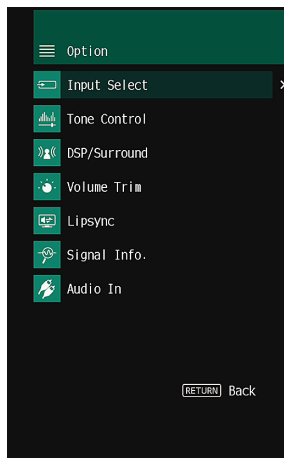 Option
Input Select
Tone Control
DSP/Surround
Volume Trim
Lipsync
Signal Info.
Audio In
RETURN Back